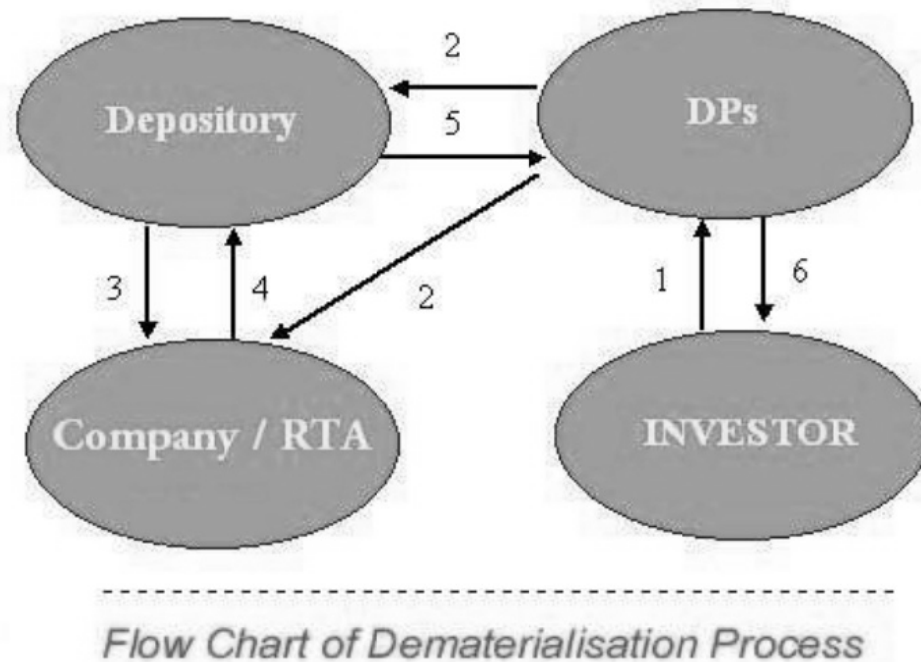 2
Depository
DPs
5
3
4
2
1
6
Company / RTA
INVESTOR
Flow Chart of Dematerialisation Process